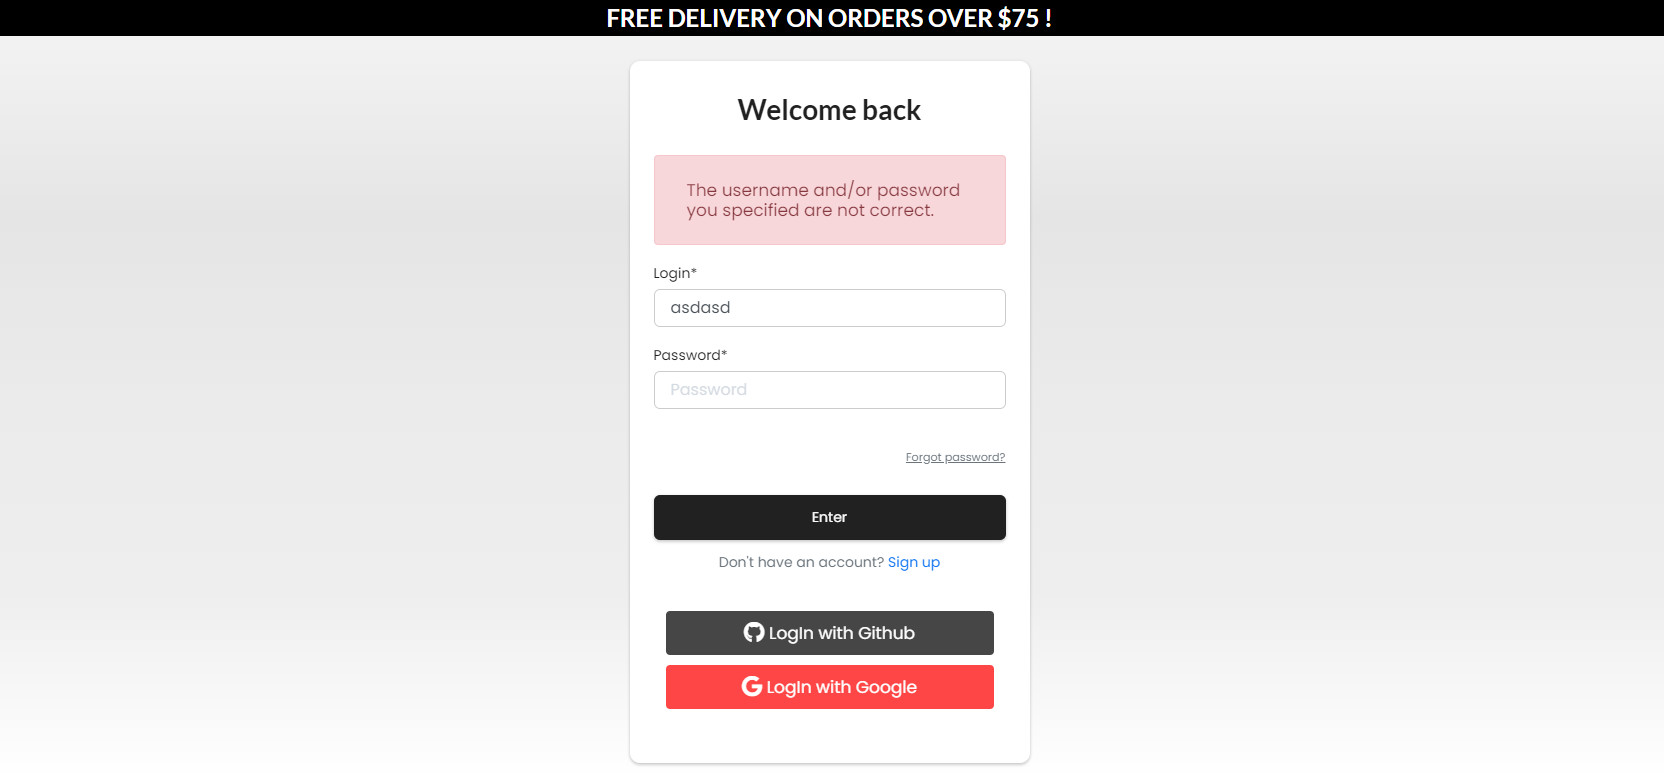 FREE DELIVERY ON ORDERS OVER $75 !
Welcome back
The username and/or password
you specified are not correct.
Login*
asdasd
Password*
Password
Forgot password?
Enter
Don't have an account? Sign up
LogIn with Github
LogIn with Google